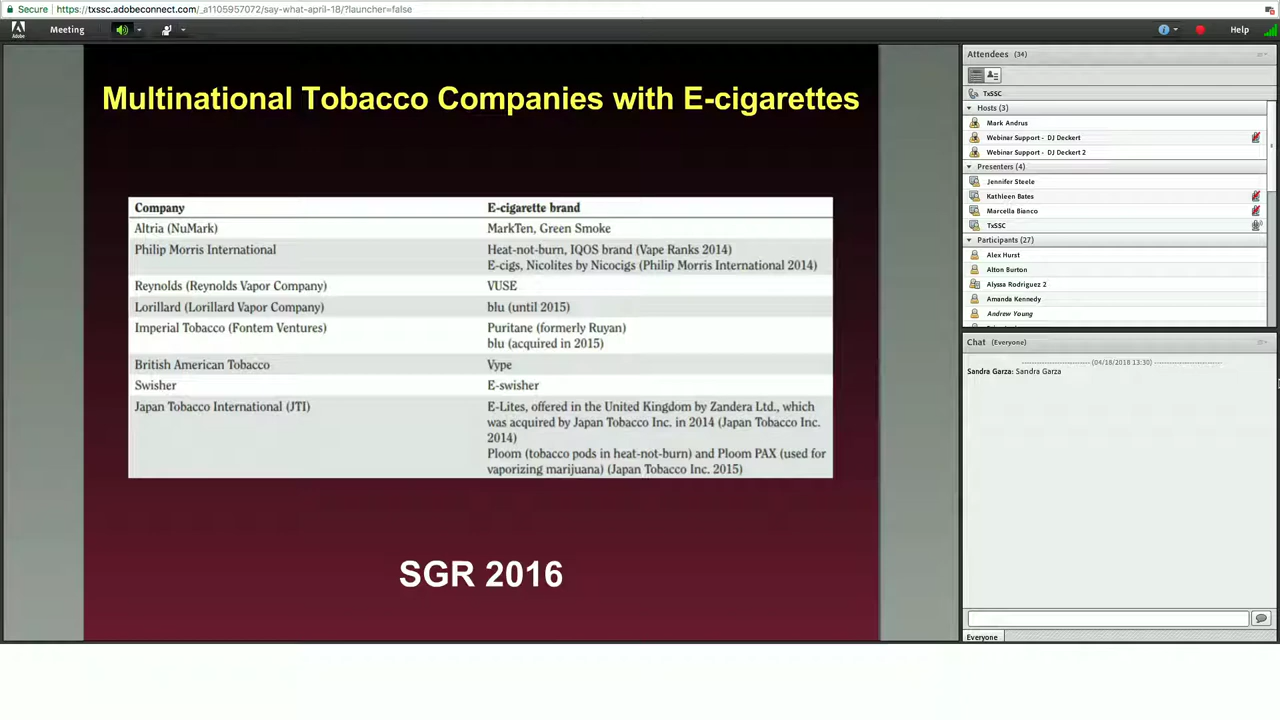 Secure https://txssc.adobeconnect.com/_a1105957072/say-what-april-18/?launcher=false
Adobe
Meeting
Help
Multinational Tobacco Companies with E-cigarettes
Company E-cigarette brand
Altria (NuMark) MarkTen, Green Smoke
Philip Morris International Heat-not-burn, IQOS brand (Vape Ranks 2014)
E-cigs, Nicolites by Nicocigs (Philip Morris International 2014)
Reynolds (Reynolds Vapor Company) VUSE
Lorillard (Lorillard Vapor Company) blu (until 2015)
Imperial Tobacco (Fontem Ventures) Puritane (formerly Ruyan)
blu (acquired in 2015)
British American Tobacco Vype
Swisher E-swisher
Japan Tobacco International (JTI) E-Lites, offered in the United Kingdom by Zandera Ltd., which
was acquired by Japan Tobacco Inc. in 2014 (Japan Tobacco Inc.
2014)
Ploom (tobacco pods in heat-not-burn) and Ploom PAX (used for
vaporizing marijuana) (Japan Tobacco Inc. 2015)
SGR 2016
Attendees (34)
TxSSC
Hosts (3)
Mark Andrus
Webinar Support - DJ Deckert
Webinar Support - DJ Deckert 2
Presenters (4)
Jennifer Steele
Kathleen Bates
Marcella Bianco
TxSSC
Participants (27)
Alex Hurst
Alton Burton
Alyssa Rodriguez 2
Amanda Kennedy
Andrew Young
Chat (Everyone)
(04/18/2018 13:30)
Sandra Garza: Sandra Garza
Everyone